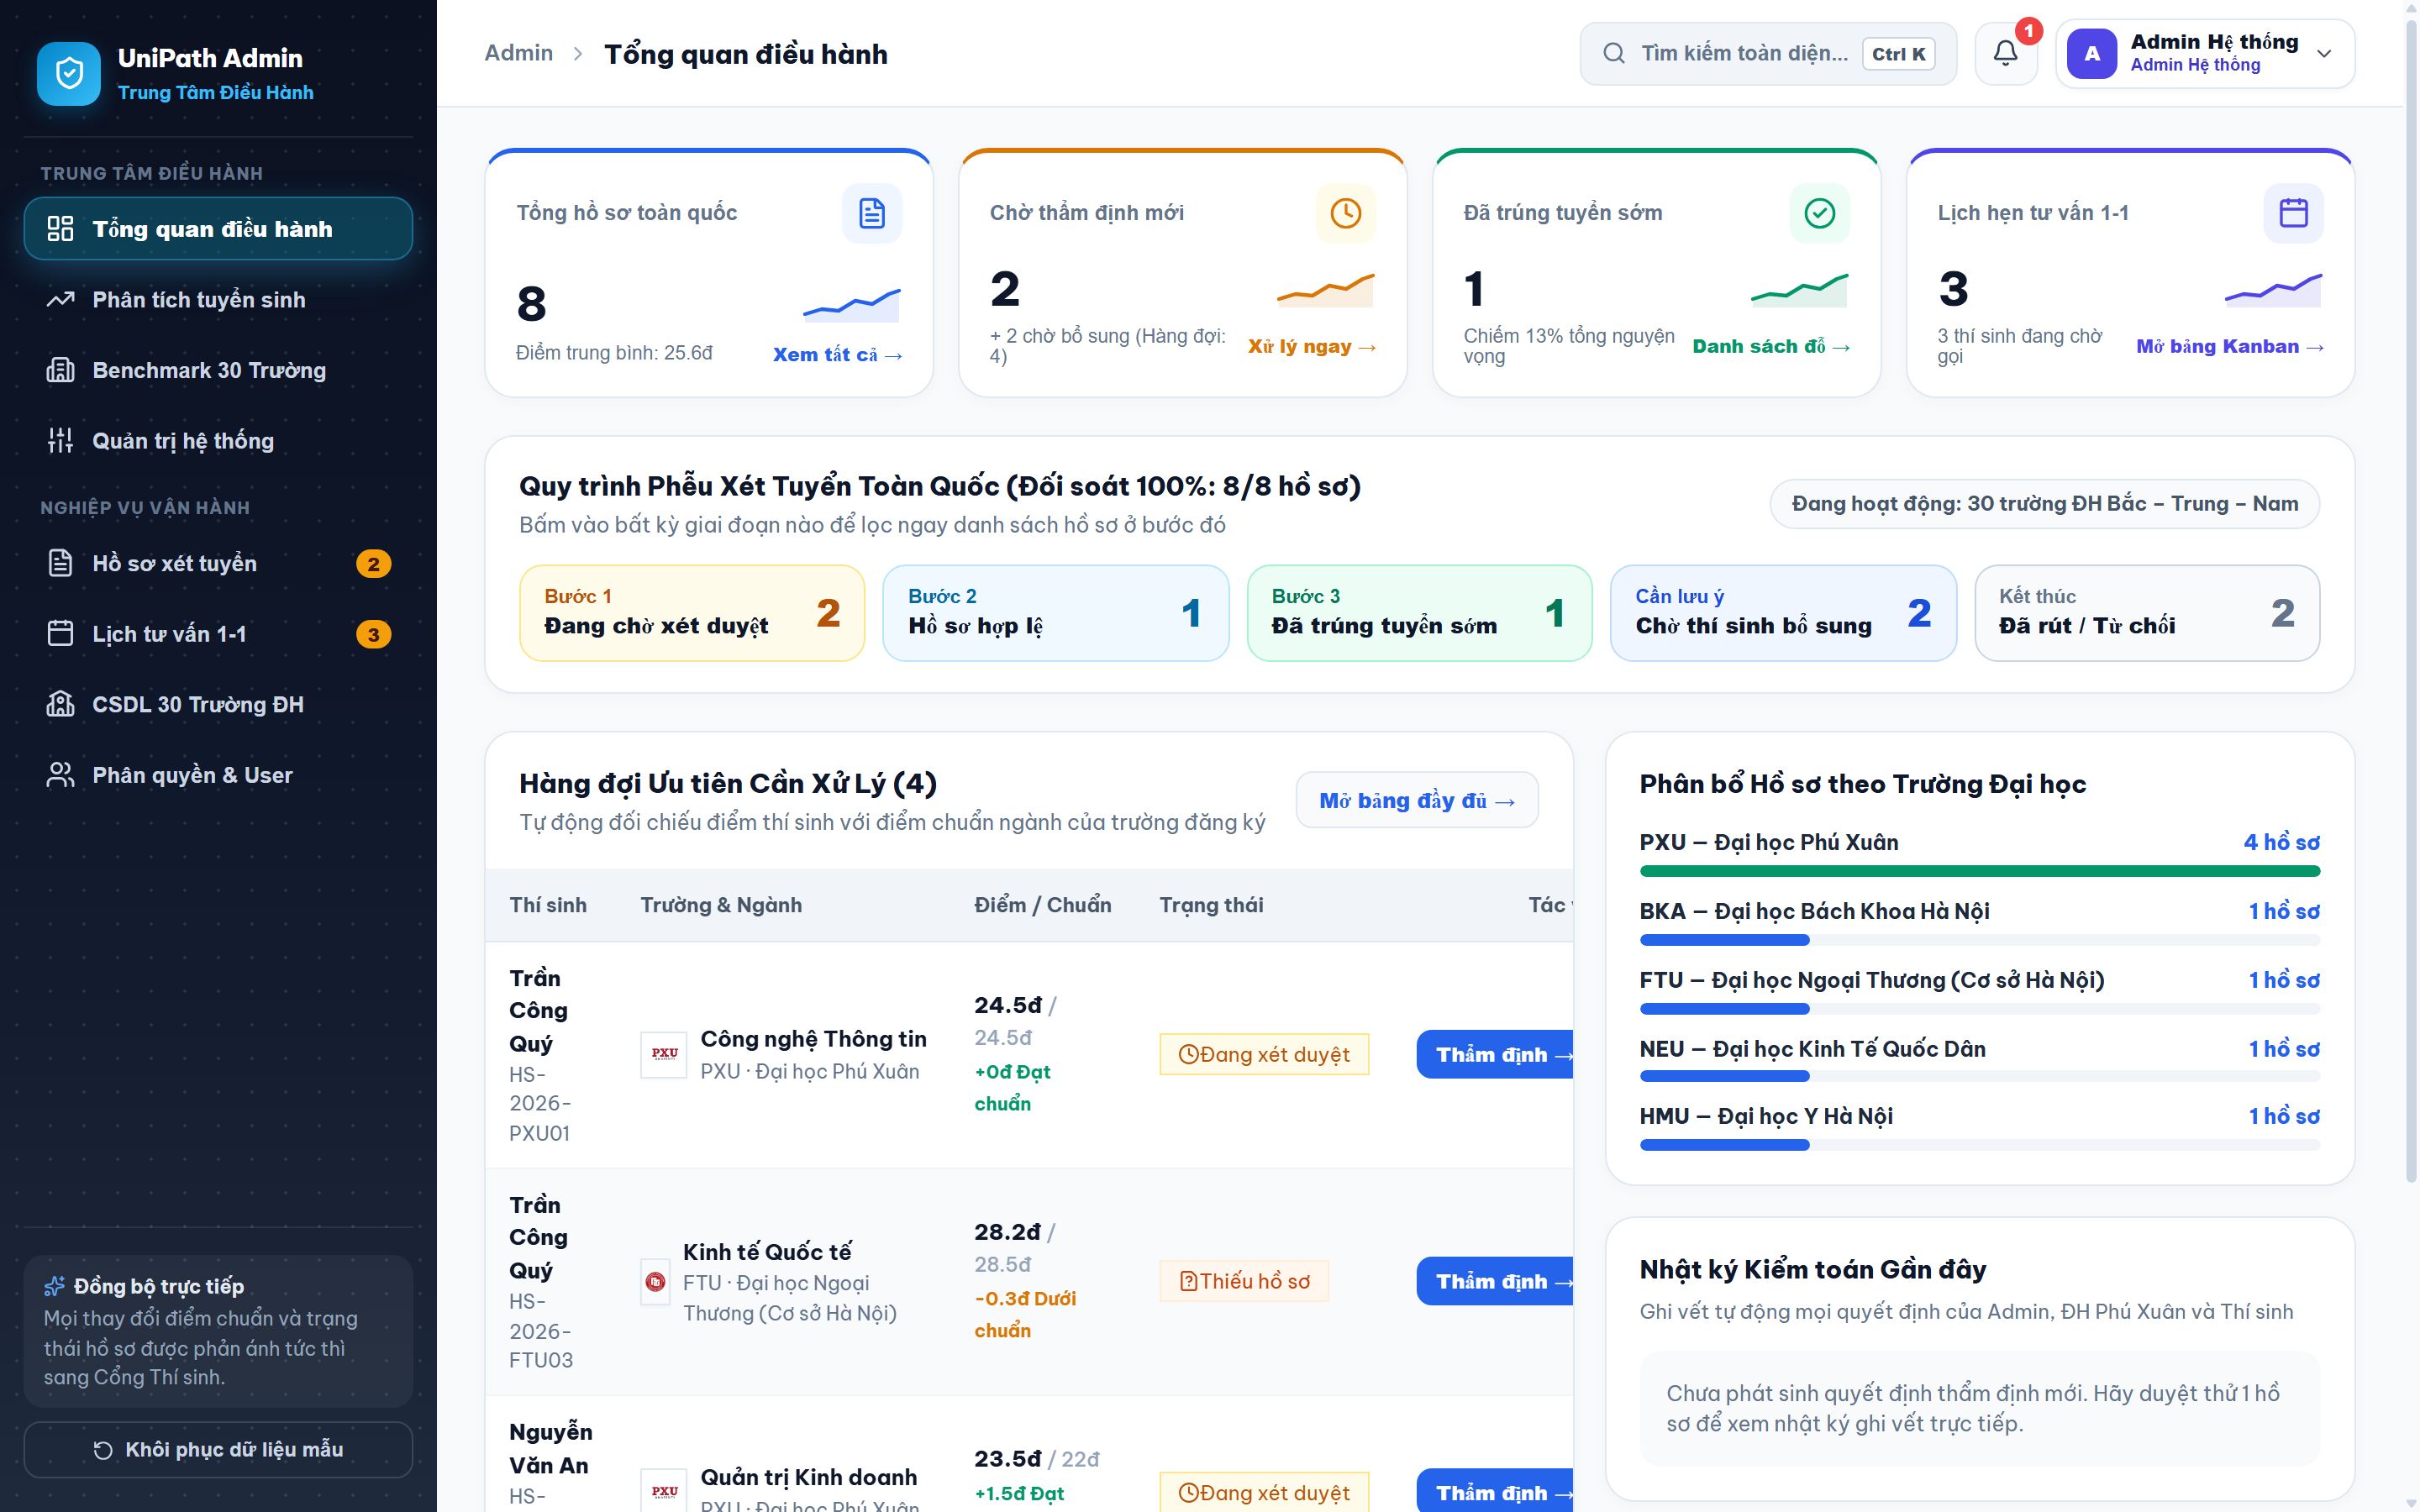 UniPath Admin
Trung Tâm Điều Hành
TRUNG TÂM ĐIỀU HÀNH
Tổng quan điều hành
Phân tích tuyển sinh
Benchmark 30 Trường
Quản trị hệ thống
NGHIỆP VỤ VẬN HÀNH
Hồ sơ xét tuyển 2
Lịch tư vấn 1-1 3
CSDL 30 Trường ĐH
Phân quyền & User
Đồng bộ trực tiếp
Mọi thay đổi điểm chuẩn và trạng
thái hồ sơ được phản ánh tức thì
sang Cổng Thí sinh.
Khôi phục dữ liệu mẫu
Admin > Tổng quan điều hành
Tìm kiếm toàn diện... Ctrl K
1
A
Admin Hệ thống
Admin Hệ thống
Tổng hồ sơ toàn quốc
8
Điểm trung bình: 25.6đ
Xem tất cả →
Chờ thẩm định mới
2
+ 2 chờ bổ sung (Hàng đợi:
4)
Xử lý ngay →
Đã trúng tuyển sớm
1
Chiếm 13% tổng nguyện
vọng
Danh sách đỗ →
Lịch hẹn tư vấn 1-1
3
3 thí sinh đang chờ
gọi
Mở bảng Kanban →
Quy trình Phễu Xét Tuyển Toàn Quốc (Đối soát 100%: 8/8 hồ sơ)
Bấm vào bất kỳ giai đoạn nào để lọc ngay danh sách hồ sơ ở bước đó
Đang hoạt động: 30 trường ĐH Bắc – Trung – Nam
Bước 1
Đang chờ xét duyệt
2
Bước 2
Hồ sơ hợp lệ
1
Bước 3
Đã trúng tuyển sớm
1
Cần lưu ý
Chờ thí sinh bổ sung
2
Kết thúc
Đã rút / Từ chối
2
Hàng đợi Ưu tiên Cần Xử Lý (4)
Tự động đối chiếu điểm thí sinh với điểm chuẩn ngành của trường đăng ký
Mở bảng đầy đủ →
Thí sinh Trường & Ngành Điểm / Chuẩn Trạng thái Tác
Trần
Công
Quý
HS-
2026-
PXU01
PXU
Công nghệ Thông tin
PXU · Đại học Phú Xuân
24.5đ /
24.5đ
+0đ Đạt
chuẩn
Đang xét duyệt
Thẩm định →
Trần
Công
Quý
HS-
2026-
FTU03
Kinh tế Quốc tế
FTU · Đại học Ngoại
Thương (Cơ sở Hà Nội)
28.2đ /
28.5đ
-0.3đ Dưới
chuẩn
Thiếu hồ sơ
Thẩm định →
Nguyễn
Văn An
HS-
PXU
Quản trị Kinh doanh
PXU · Đại học Phú Xuân
23.5đ / 22đ
+1.5đ Đạt
Đang xét duyệt
Thẩm định →
Phân bổ Hồ sơ theo Trường Đại học
PXU – Đại học Phú Xuân 4 hồ sơ
BKA – Đại học Bách Khoa Hà Nội 1 hồ sơ
FTU – Đại học Ngoại Thương (Cơ sở Hà Nội) 1 hồ sơ
NEU – Đại học Kinh Tế Quốc Dân 1 hồ sơ
HMU – Đại học Y Hà Nội 1 hồ sơ
Nhật ký Kiểm toán Gần đây
Ghi vết tự động mọi quyết định của Admin, ĐH Phú Xuân và Thí sinh
Chưa phát sinh quyết định thẩm định mới. Hãy duyệt thử 1 hồ
sơ để xem nhật ký ghi vết trực tiếp.